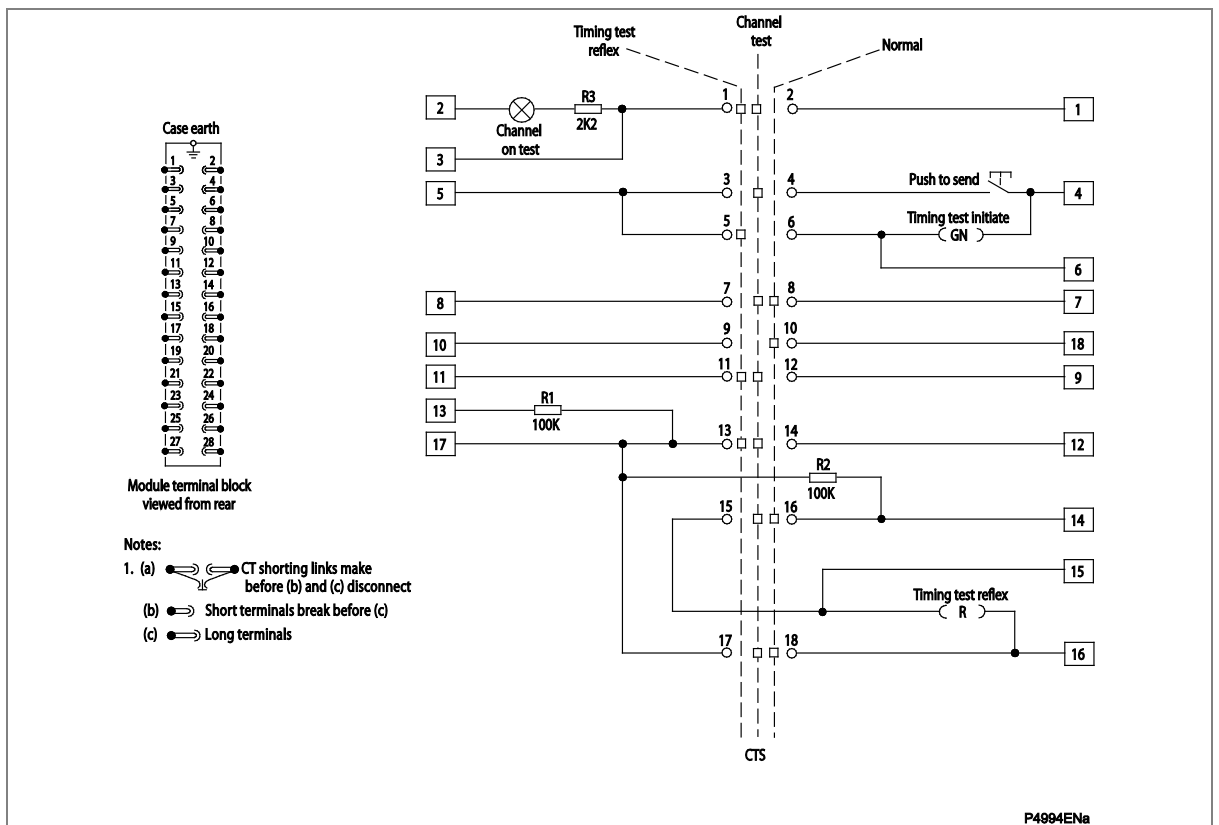 Timing test
reflex
Channel
test
Normal
2
Channel
on test
R3
2K2
1
2
1
3
5
3
4
Push to send
4
Timing test initiate
5
6
GN
6
8
7
8
7
10
9
10
18
11
11
12
9
13
R1
100K
17
13
14
12
R2
100K
15
16
14
15
Timing test reflex
R
17
18
16
CTS
Case earth
1 2
3 4
5 6
7 8
9 10
11 12
13 14
15 16
17 18
19 20
21 22
23 24
25 26
27 28
Module terminal block
viewed from rear
Notes:
1. (a) CT shorting links make
before (b) and (c) disconnect
(b) Short terminals break before (c)
(c) Long terminals
P4994ENa